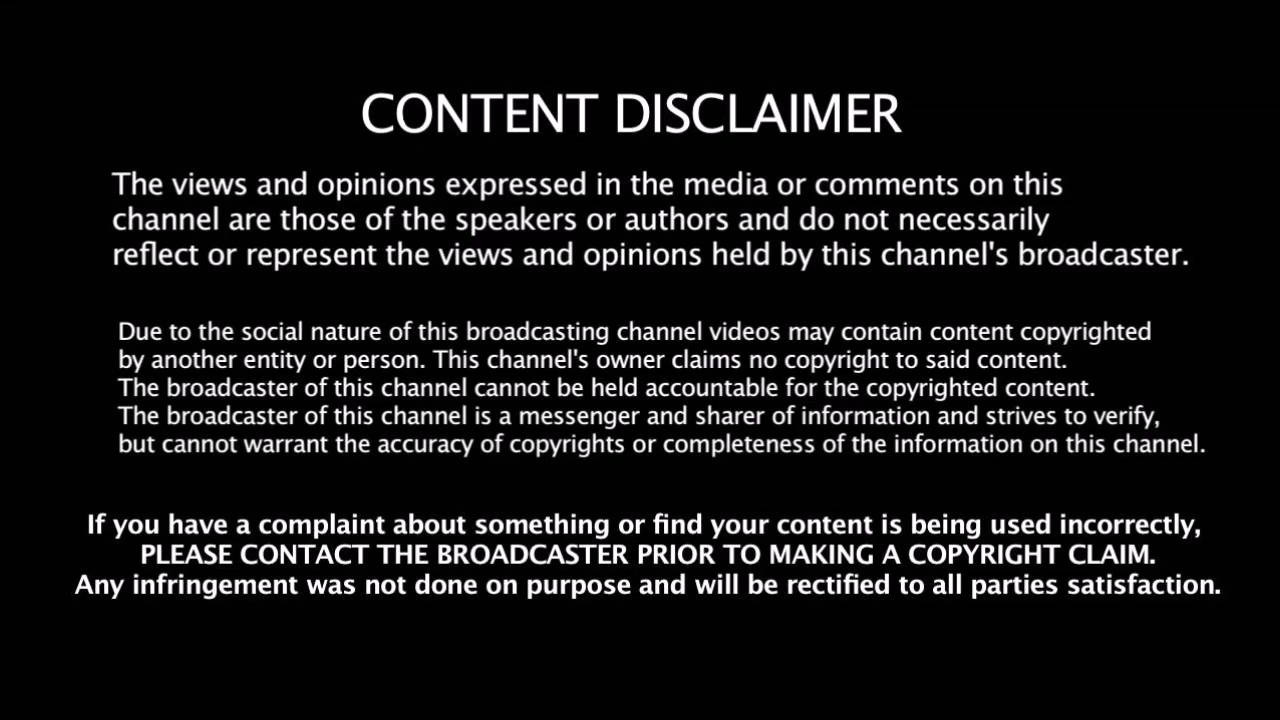 CONTENT DISCLAIMER
The views and opinions expressed in the media or comments on this
channel are those of the speakers or authors and do not necessarily
reflect or represent the views and opinions held by this channel's broadcaster.
Due to the social nature of this broadcasting channel videos may contain content copyrighted
by another entity or person. This channel's owner claims no copyright to said content.
The broadcaster of this channel cannot be held accountable for the copyrighted content.
The broadcaster of this channel is a messenger and sharer of information and strives to verify,
but cannot warrant the accuracy of copyrights or completeness of the information on this channel.
If you have a complaint about something or find your content is being used incorrectly,
PLEASE CONTACT THE BROADCASTER PRIOR TO MAKING A COPYRIGHT CLAIM.
Any infringement was not done on purpose and will be rectified to all parties satisfaction.